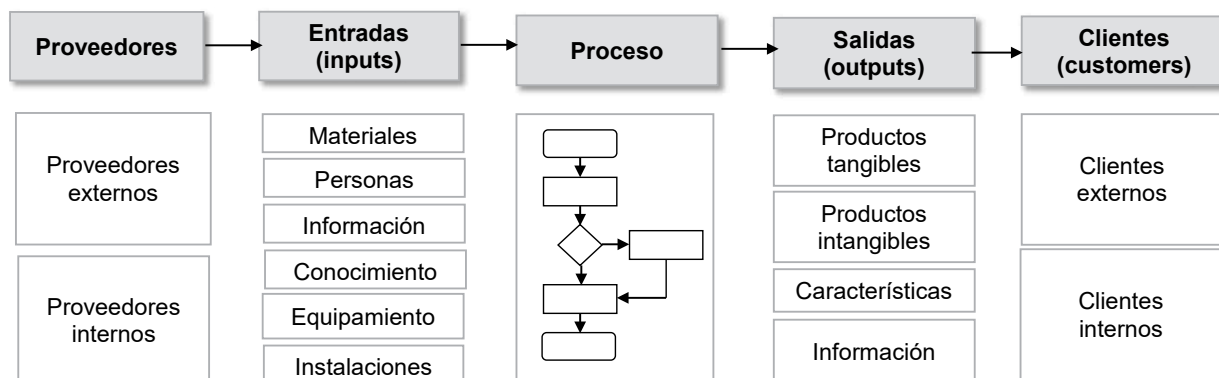 Proveedores
Entradas
(inputs)
Proceso
Salidas
(outputs)
Clientes
(customers)
Proveedores
externos
Proveedores
internos
Materiales
Personas
Información
Conocimiento
Equipamiento
Instalaciones
Productos
tangibles
Productos
intangibles
Características
Información
Clientes
externos
Clientes
internos